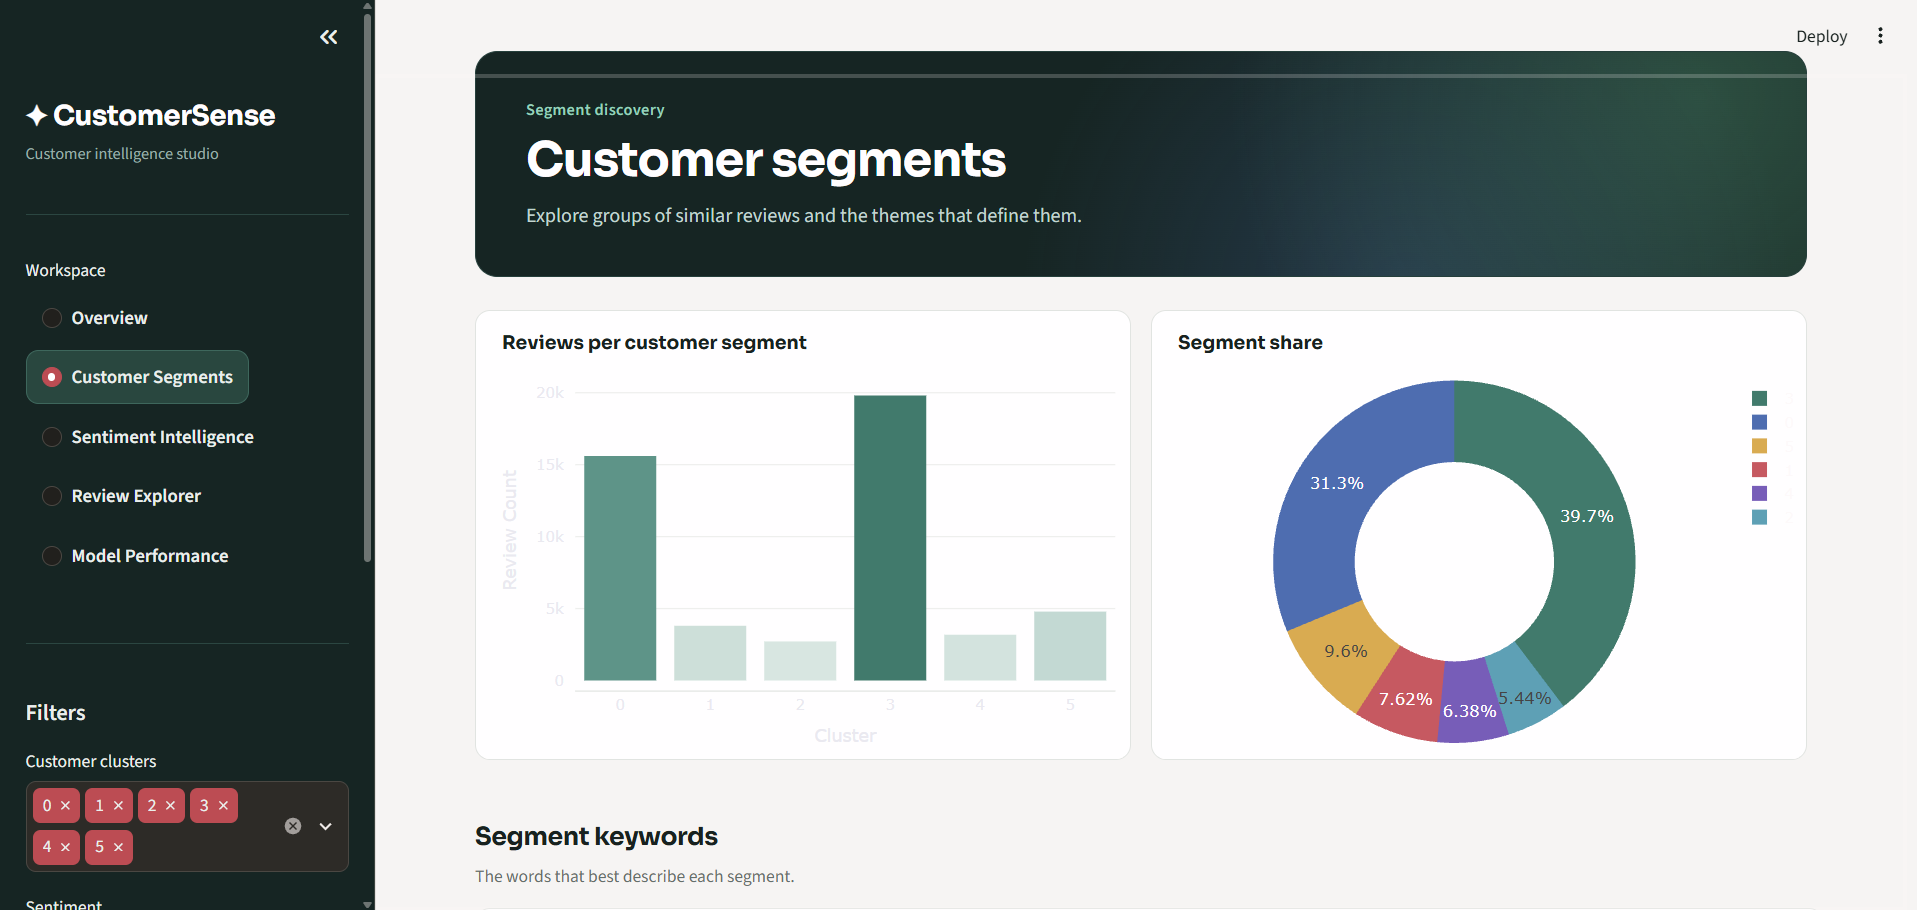 Deploy
CustomerSense
Customer intelligence studio
Workspace
Overview
Customer Segments
Sentiment Intelligence
Review Explorer
Model Performance
Filters
Customer clusters
0 × 1 × 2 × 3 ×
4 × 5 ×
Sentiment
Segment discovery
Customer segments
Explore groups of similar reviews and the themes that define them.
Reviews per customer segment
20k
15k
10k
5k
0
Review Count
0 1 2 3 4 5
Cluster
Segment share
31.3%
39.7%
9.6%
7.62%
6.38%
5.44%
Segment keywords
The words that best describe each segment.